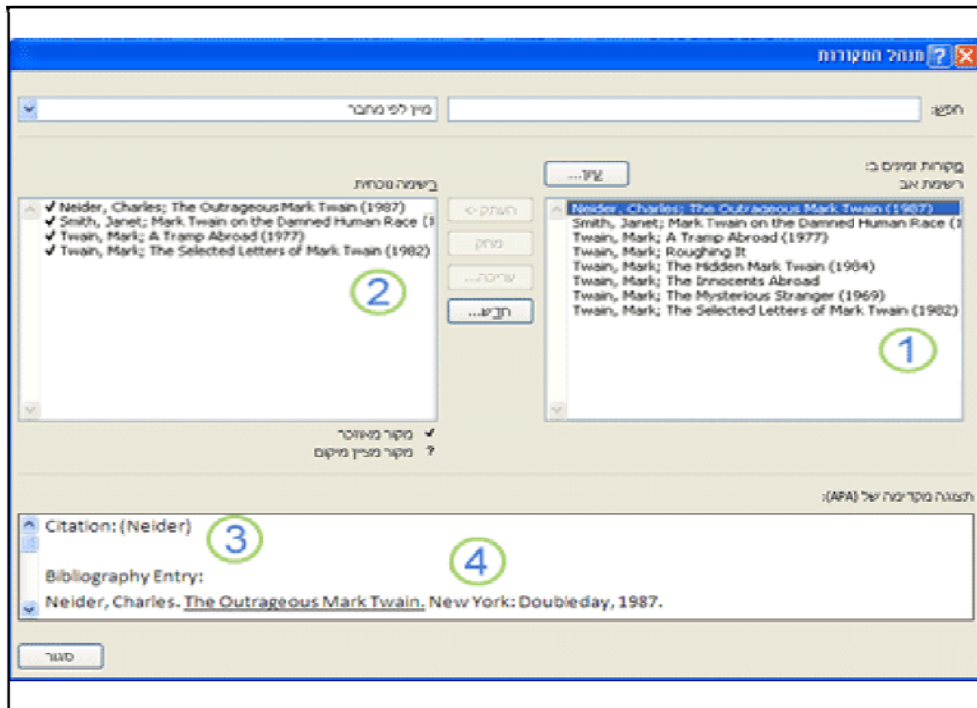 מנהל המקורות
חפש:
מיין לפי מחבר
מקורות זמינים ב:
רשימת אב
עיון...
רשימה נוכחית
Neider, Charles; The Outrageous Mark Twain (1987)
Smith, Janet; Mark Twain on the Damned Human Race (1
Twain, Mark; A Tramp Abroad (1977)
Twain, Mark; Roughing It
Twain, Mark; The Hidden Mark Twain (1984)
Twain, Mark; The Innocents Abroad
Twain, Mark; The Mysterious Stranger (1969)
Twain, Mark; The Selected Letters of Mark Twain (1982)
1
העתק <-
מחק
עריכה...
חדש...
✓ Neider, Charles; The Outrageous Mark Twain (1987)
✓ Smith, Janet; Mark Twain on the Damned Human Race (1
✓ Twain, Mark; A Tramp Abroad (1977)
✓ Twain, Mark; The Selected Letters of Mark Twain (1982)
2
✓ מקור מאוזכר
? מקור מציין מיקום
תצוגה מקדימה של (APA):
Citation: (Neider)
3
4
Bibliography Entry:
Neider, Charles. The Outrageous Mark Twain. New York: Doubleday, 1987.
סגור